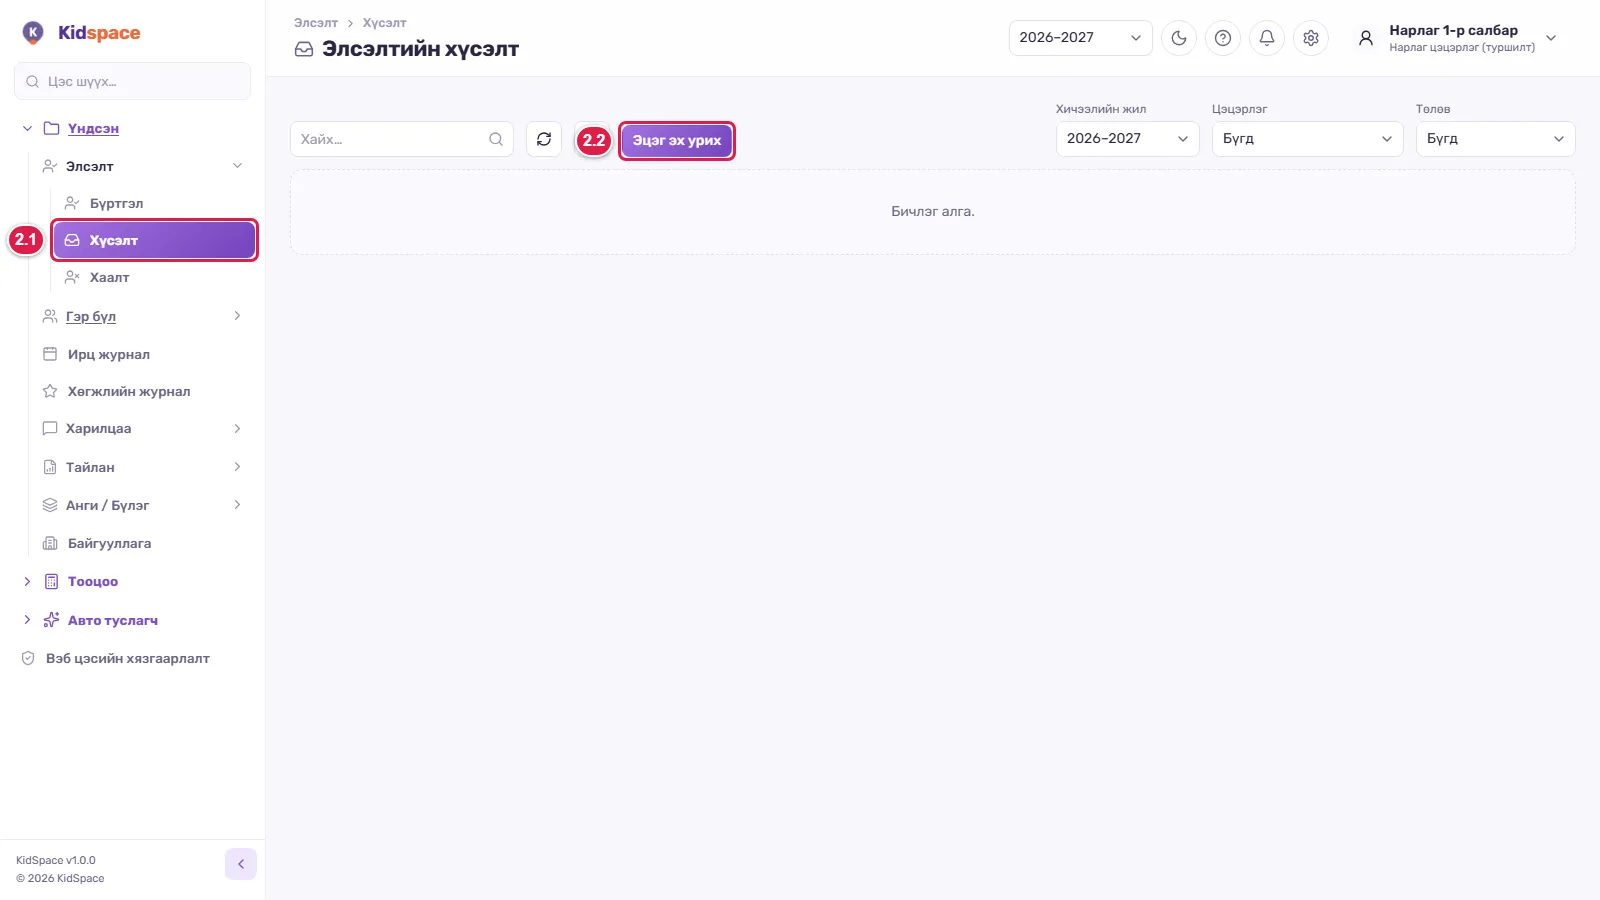 Kidspace
Цэс шүүх...
Үндсэн
Элсэлт
Бүртгэл
2.1
Хүсэлт
Хаалт
Гэр бүл
Ирц журнал
Хөгжлийн журнал
Харилцаа
Тайлан
Анги / Бүлэг
Байгууллага
Тооцоо
Авто туслагч
Вэб цэсийн хязгаарлалт
KidSpace v1.0.0
© 2026 KidSpace
Элсэлт > Хүсэлт
Элсэлтийн хүсэлт
2026-2027
Нарлаг 1-р салбар
Нарлаг цэцэрлэг (туршилт)
Хайх...
2.2
Эцэг эх урих
Хичээлийн жил
2026-2027
Цэцэрлэг
Бүгд
Төлөв
Бүгд
Бичлэг алга.